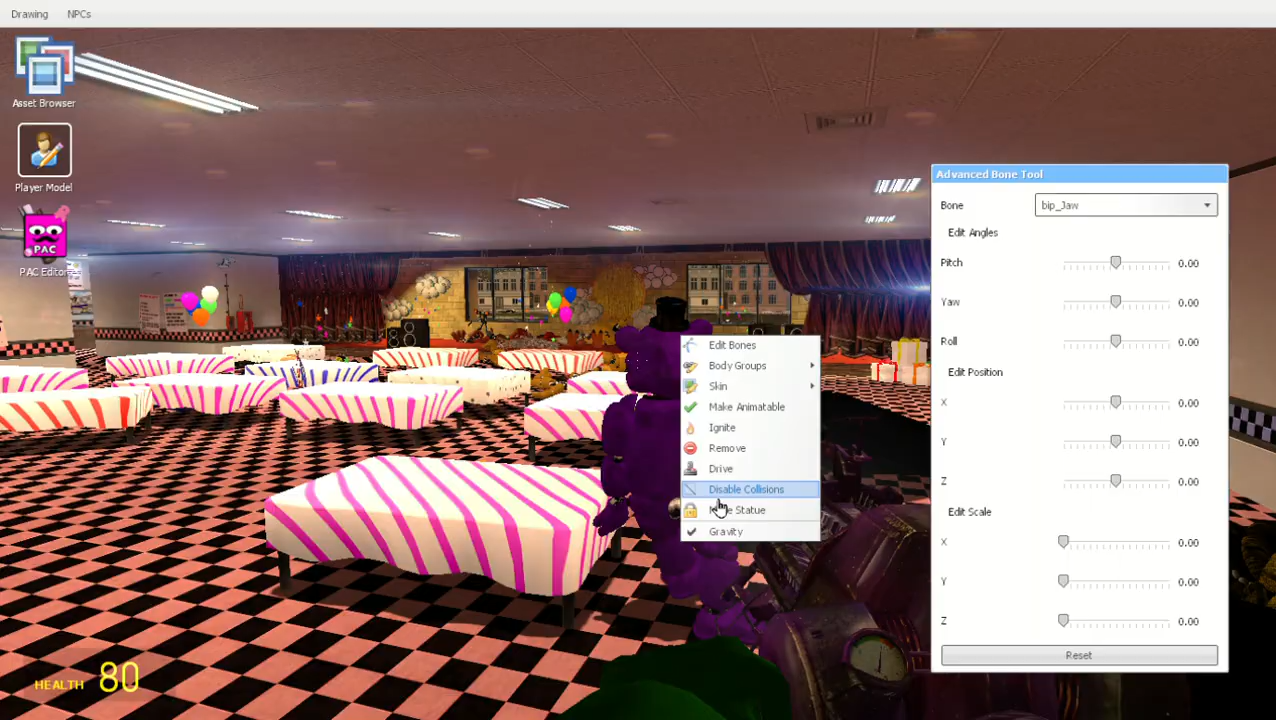 Drawing NPCs
Asset Browser
Player Model
PAC
PAC Editor
Edit Bones
Body Groups
Skin
Make Animatable
Ignite
Remove
Drive
Disable Collisions
Statue
Gravity
Advanced Bone Tool
Bone bip_Jaw
Edit Angles
Pitch 0.00
Yaw 0.00
Roll 0.00
Edit Position
X 0.00
Y 0.00
Z 0.00
Edit Scale
X 0.00
Y 0.00
Z 0.00
Reset
HEALTH 80